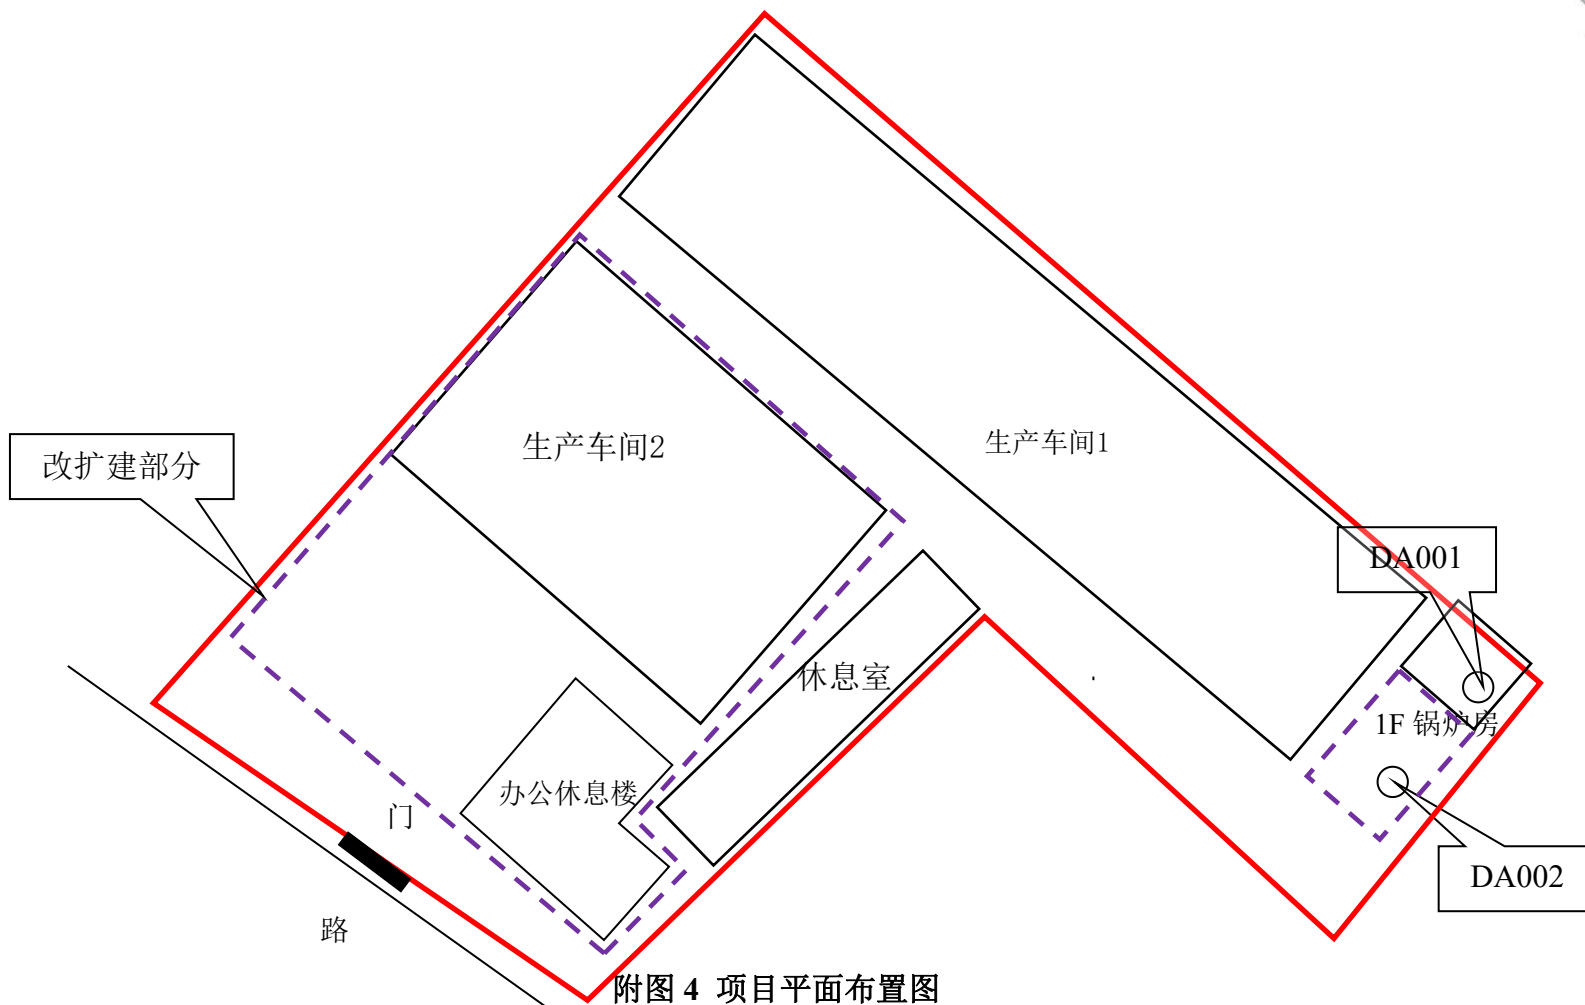 生产车间2
生产车间1
改扩建部分
DA001
休息室
1F 锅炉房
办公休息楼
门
DA002
路
附图 4 项目平面布置图